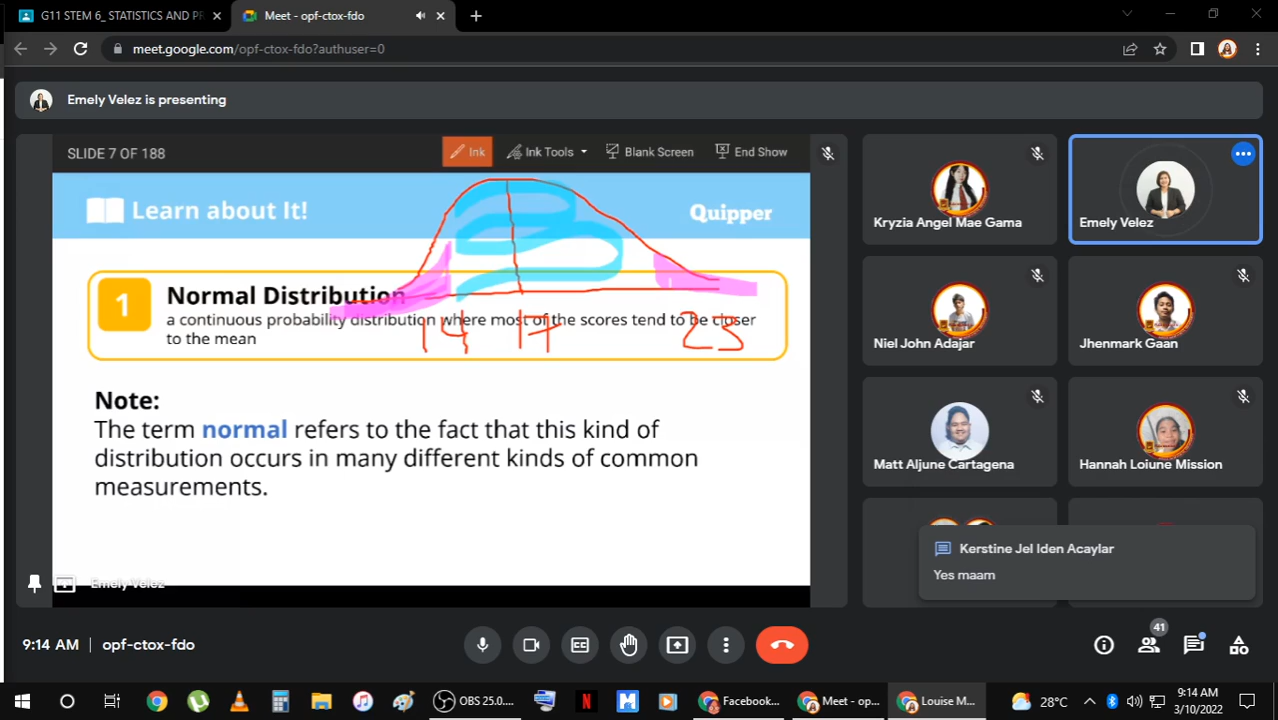 G11 STEM 6_ STATISTICS AND PR
Meet - opf-ctox-fdo
meet.google.com/opf-ctox-fdo?authuser=0
Emely Velez is presenting
SLIDE 7 OF 188
Ink
Ink Tools
Blank Screen
End Show
Learn about It!
Quipper
1
Normal Distribution
a continuous probability distribution where most of the scores tend to be closer
to the mean
14 17 23
Note:
The term normal refers to the fact that this kind of
distribution occurs in many different kinds of common
measurements.
Emely Velez
Kryzia Angel Mae Gama
Emely Velez
Niel John Adajar
Jhenmark Gaan
Matt Aljune Cartagena
Hannah Loiune Mission
Kerstine Jel Iden Acaylar
Yes maam
9:14 AM | opf-ctox-fdo
41
OBS 25.0....
Facebook...
Meet - op...
Louise M...
28°C
9:14 AM
3/10/2022